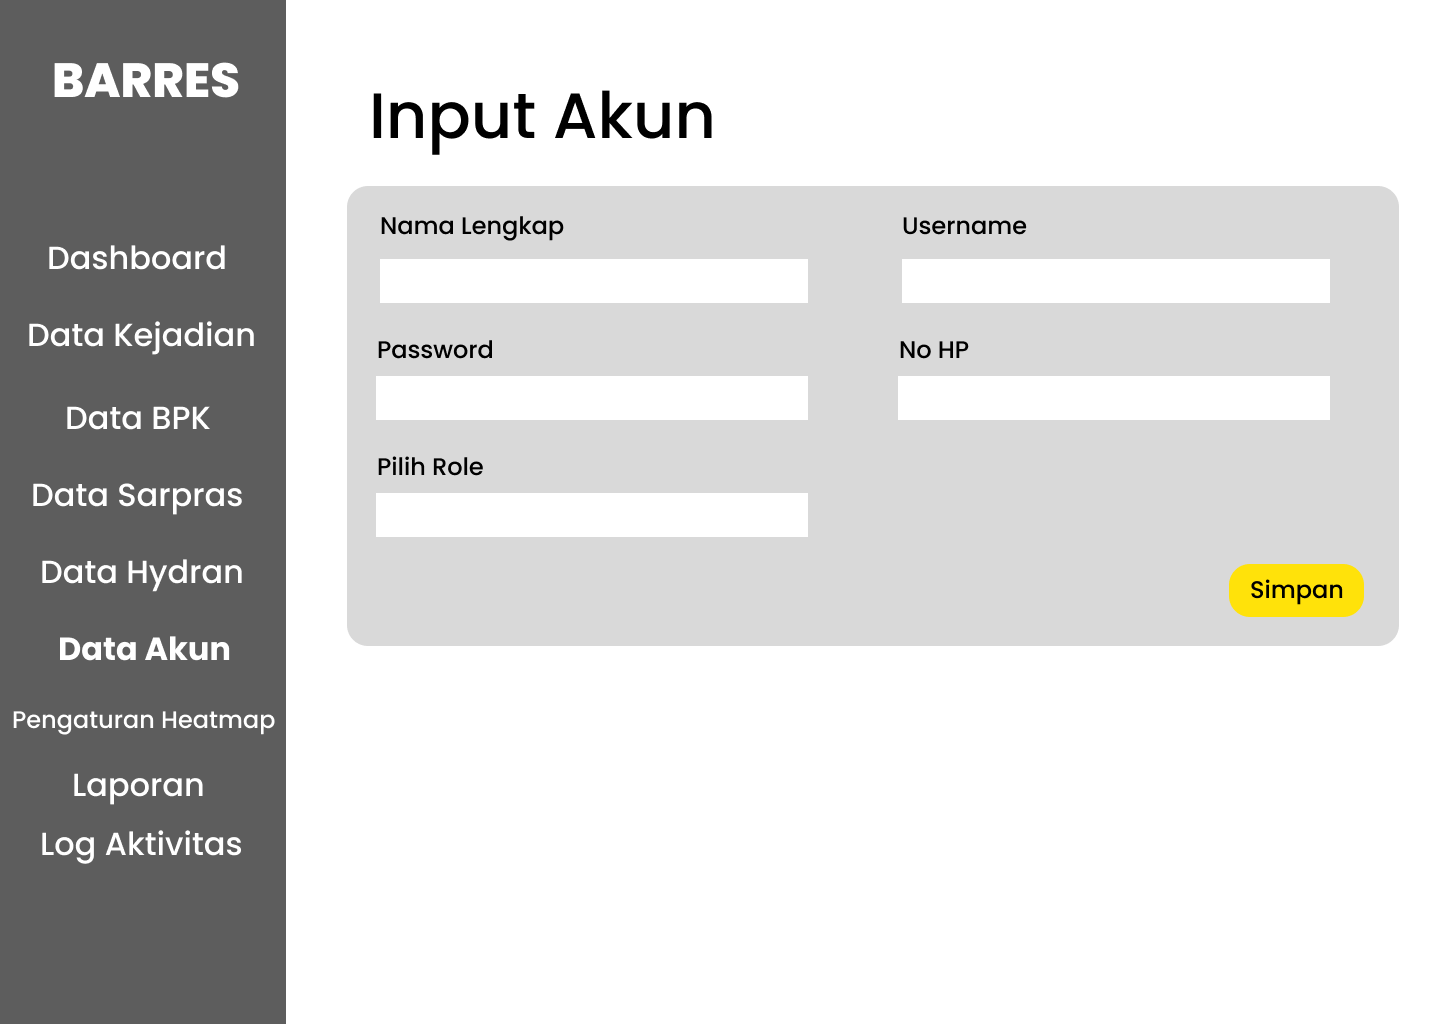 BARRES
Dashboard
Data Kejadian
Data BPK
Data Sarpras
Data Hydran
Data Akun
Pengaturan Heatmap
Laporan
Log Aktivitas
Input Akun
Nama Lengkap
Username
Password
No HP
Pilih Role
Simpan